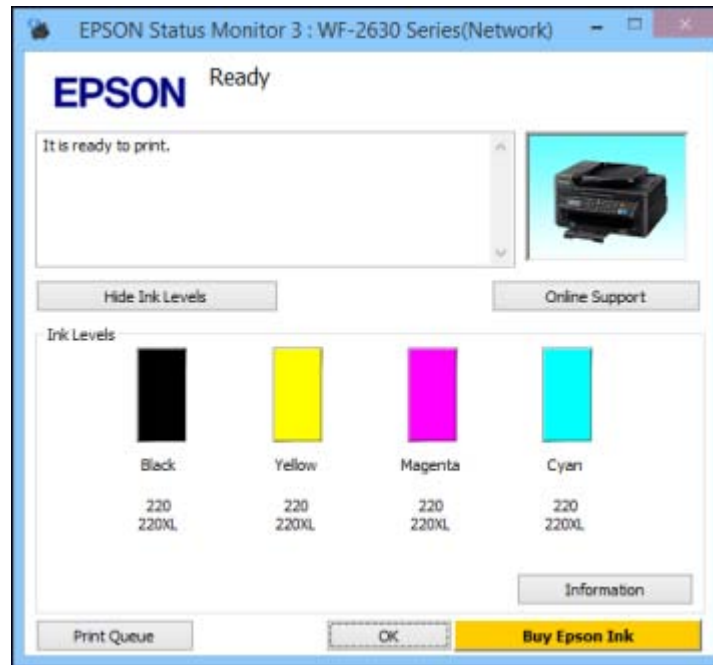 EPSON Status Monitor 3 : WF-2630 Series(Network)
EPSON
Ready
It is ready to print.
Hide Ink Levels
Online Support
Ink Levels
Black Yellow Magenta Cyan
220 220 220 220
220XL 220XL 220XL 220XL
Information
Print Queue
OK
Buy Epson Ink